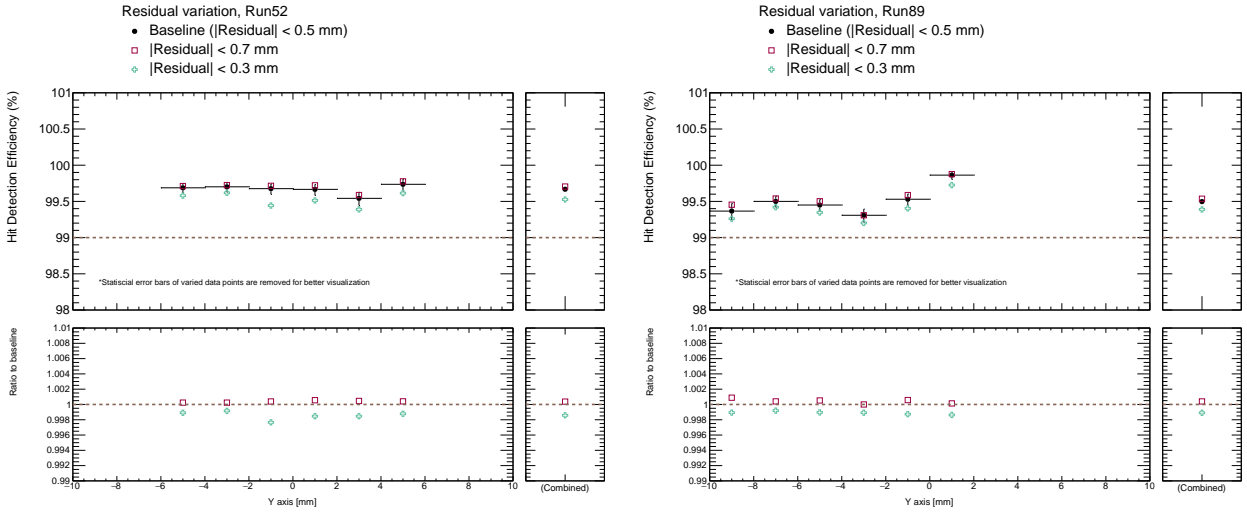 Residual variation, Run52
Baseline (|Residual| < 0.5 mm)
|Residual| < 0.7 mm
|Residual| < 0.3 mm
Hit Detection Efficiency (%)
101
100.5
100
99.5
99
98.5
98
*Statiscial error bars of varied data points are removed for better visualization
Ratio to baseline
1.01
1.008
1.006
1.004
1.002
1
0.998
0.996
0.994
0.992
0.99
−10 −8 −6 −4 −2 0 2 4 6 8 10
Y axis [mm]
(Combined)
Residual variation, Run89
Baseline (|Residual| < 0.5 mm)
|Residual| < 0.7 mm
|Residual| < 0.3 mm
Hit Detection Efficiency (%)
101
100.5
100
99.5
99
98.5
98
*Statiscial error bars of varied data points are removed for better visualization
Ratio to baseline
1.01
1.008
1.006
1.004
1.002
1
0.998
0.996
0.994
0.992
0.99
−10 −8 −6 −4 −2 0 2 4 6 8 10
Y axis [mm]
(Combined)